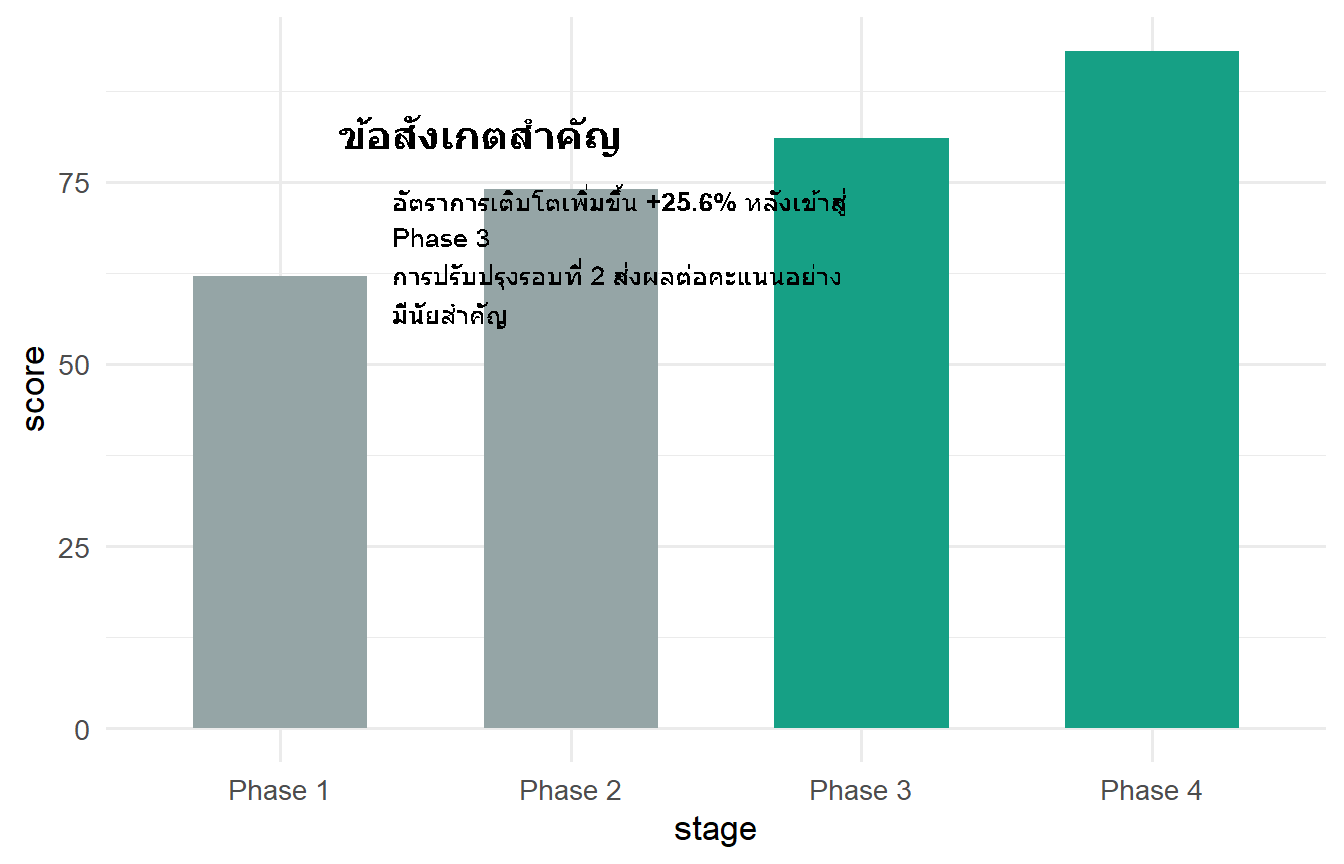 ข้อสังเกตสำคัญ
อัตราการเติบโตเพิ่มขึ้น +25.6% หลังเข้าสู่
Phase 3
การปรับปรุงรอบที่ 2 ส่งผลต่อคะแนนอย่าง
มีนัยสำคัญ
75
50
25
0
score
Phase 1 Phase 2 Phase 3 Phase 4
stage